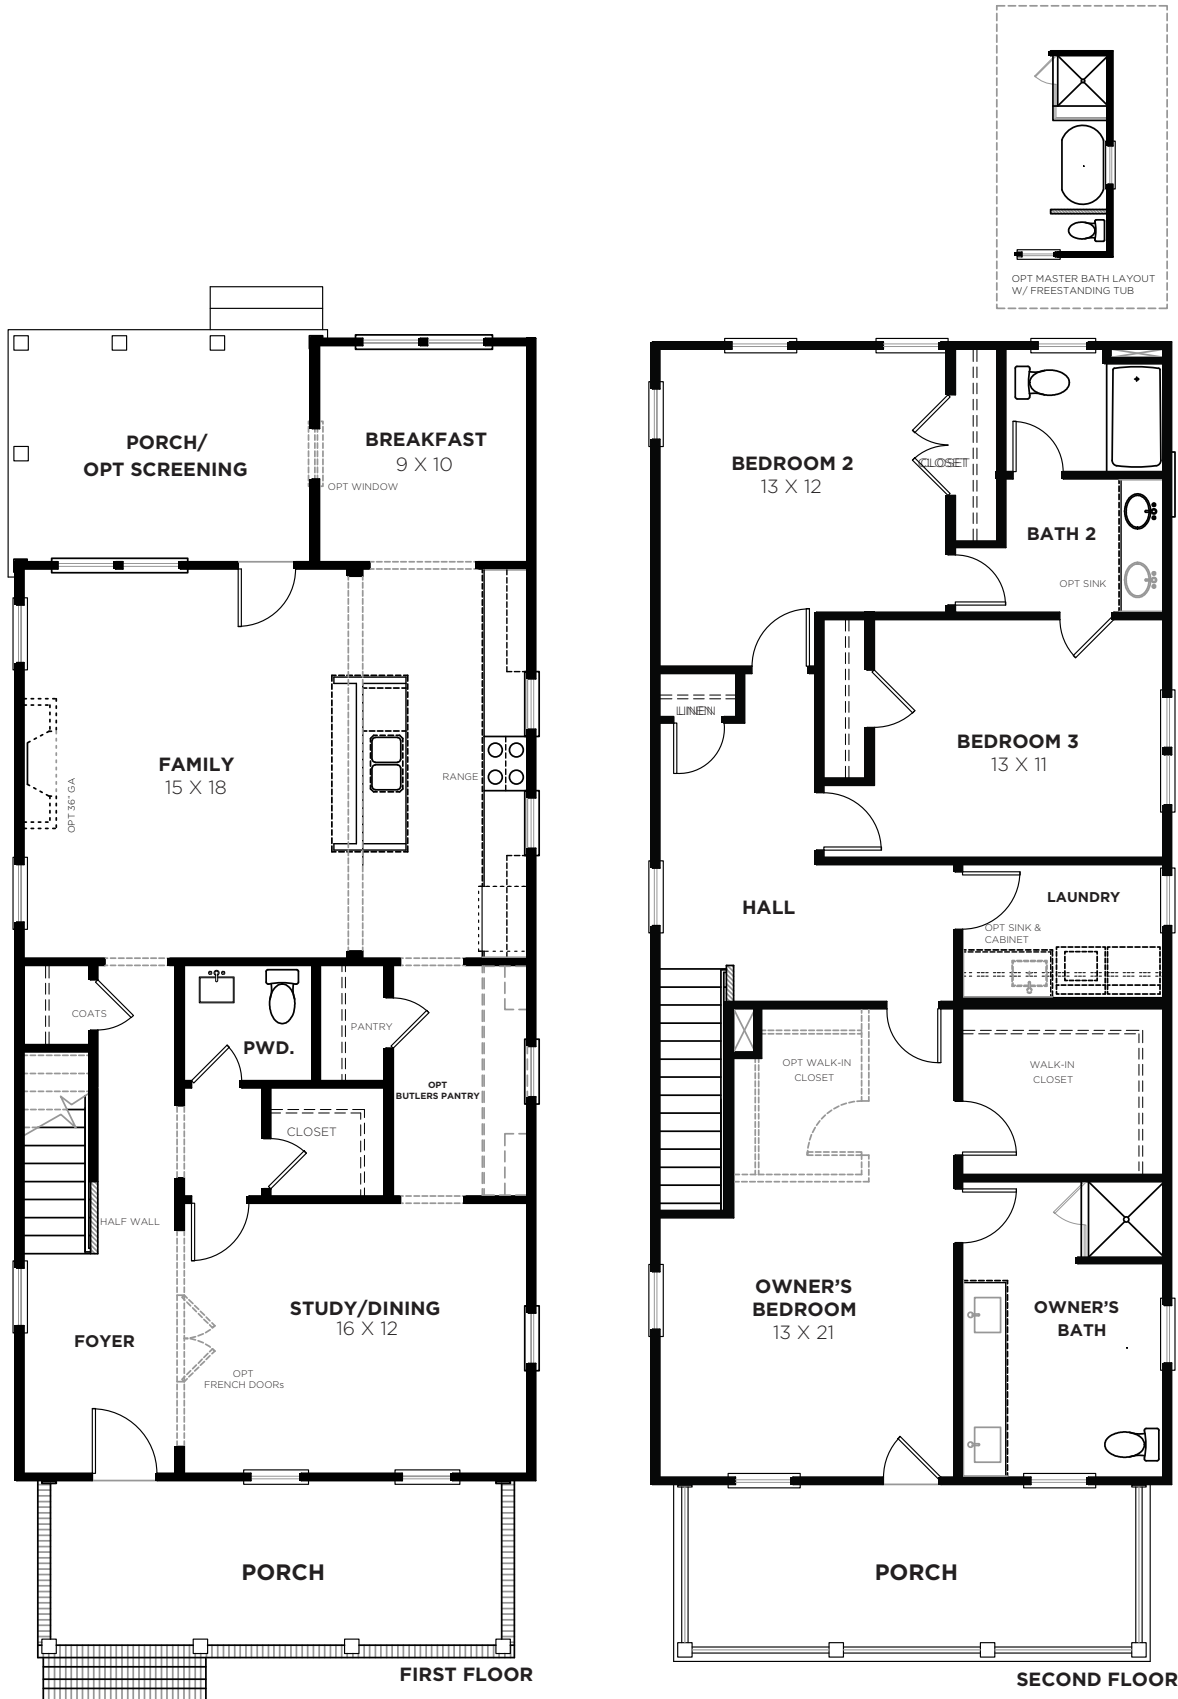 OPT MASTER BATH LAYOUT
W/ FREESTANDING TUB
PORCH/
OPT SCREENING
BREAKFAST
9 X 10
OPT WINDOW
FAMILY
15 X 18
OPT 36" GA
RANGE
COATS
PWD.
PANTRY
OPT
BUTLERS PANTRY
CLOSET
HALF WALL
STUDY/DINING
16 X 12
FOYER
OPT
FRENCH DOORs
PORCH
FIRST FLOOR
BEDROOM 2
13 X 12
CLOSET
BATH 2
OPT SINK
LINEN
BEDROOM 3
13 X 11
HALL
LAUNDRY
OPT SINK &
CABINET
OPT WALK-IN
CLOSET
WALK-IN
CLOSET
OWNER'S
BEDROOM
13 X 21
OWNER'S
BATH
PORCH
SECOND FLOOR